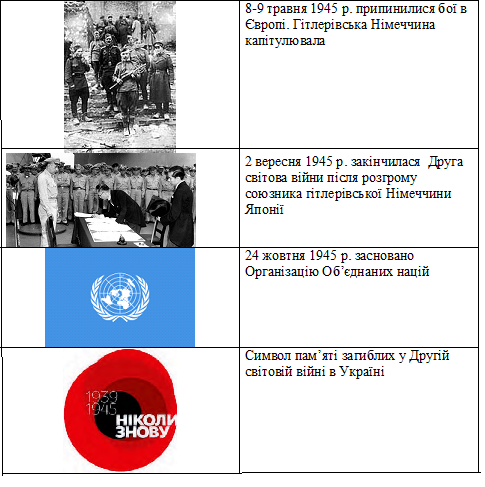 8-9 травня 1945 р. припинилися бої в
Європі. Гітлерівська Німеччина
капітулювала
2 вересня 1945 р. закінчилася Друга
світова війни після розгрому
союзника гітлерівської Німеччини
Японії
24 жовтня 1945 р. засновано
Організацію Об’єднаних націй
Символ пам’яті загиблих у Другій
світовій війні в Україні
1939
1945
НІКОЛИ
ЗНОВУ